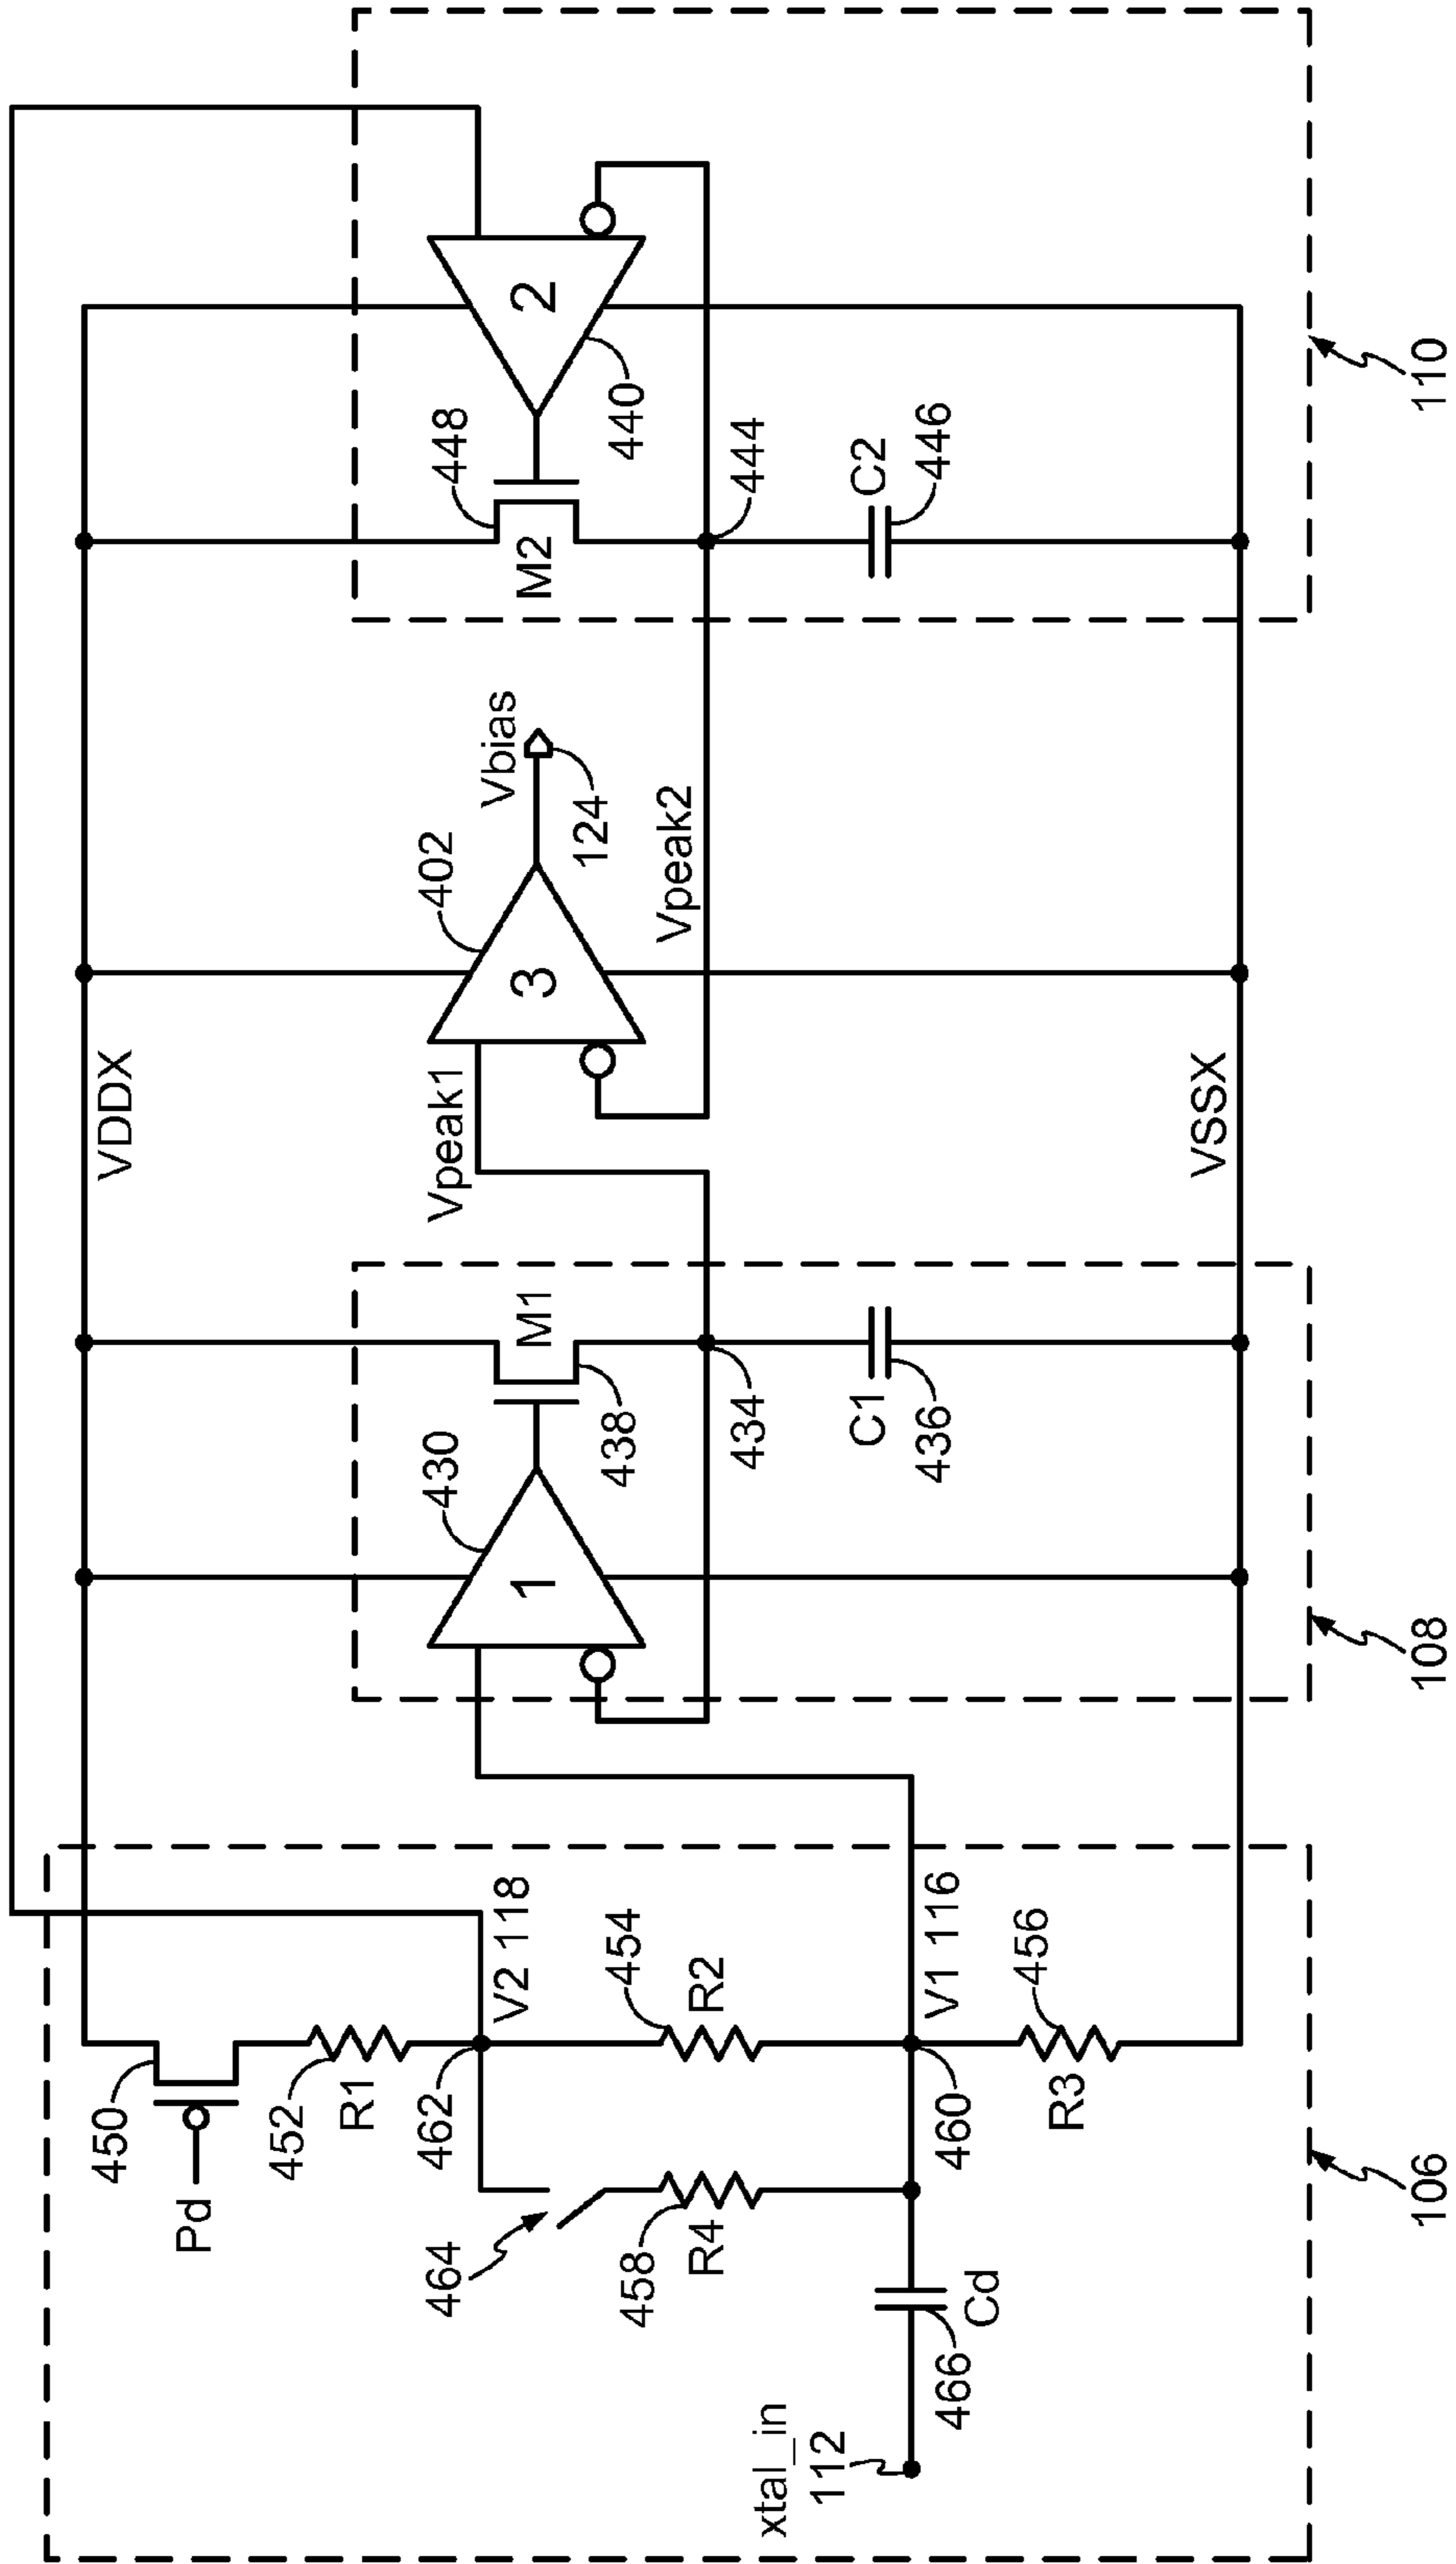 VDDX
Pd
450
452
R1
462
V2 118
464
458
R4
454
R2
xtal_in
112
466
Cd
460
V1 116
456
R3
106
430
1
438
M1
434
C1
436
108
Vpeak1
402
3
Vbias
124
Vpeak2
VSSX
448
M2
2
440
444
C2
446
110